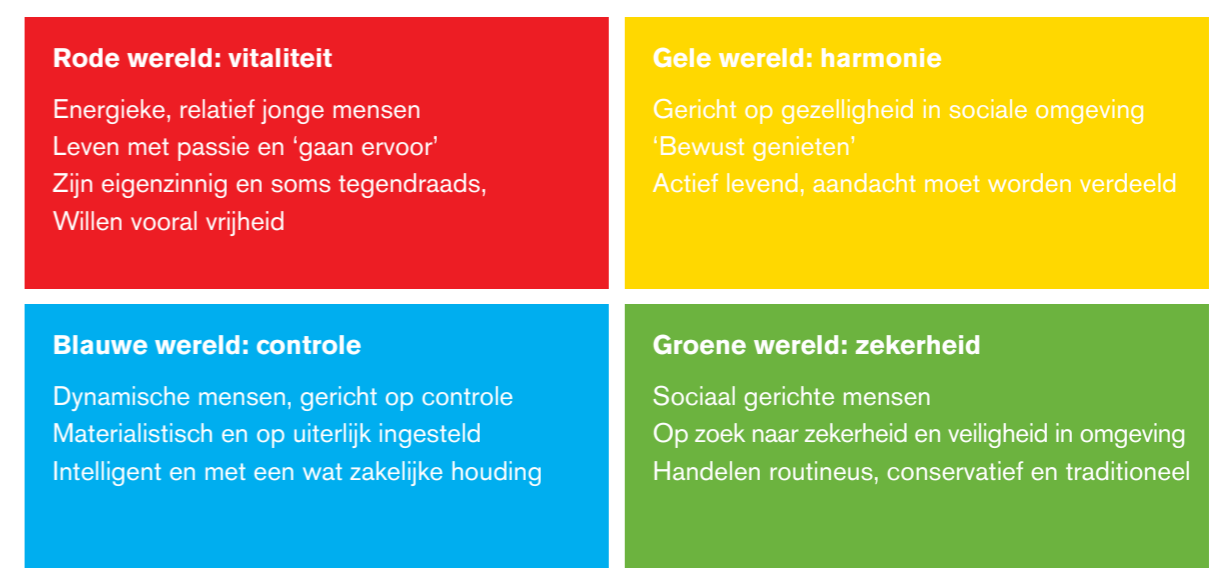 Rode wereld: vitaliteit
Energieke, relatief jonge mensen
Leven met passie en ‘gaan ervoor’
Zijn eigenzinnig en soms tegendraads,
Willen vooral vrijheid
Gele wereld: harmonie
Gericht op gezelligheid in sociale omgeving
‘Bewust genieten’
Actief levend, aandacht moet worden verdeeld
Blauwe wereld: controle
Dynamische mensen, gericht op controle
Materialistisch en op uiterlijk ingesteld
Intelligent en met een wat zakelijke houding
Groene wereld: zekerheid
Sociaal gerichte mensen
Op zoek naar zekerheid en veiligheid in omgeving
Handelen routineus, conservatief en traditioneel